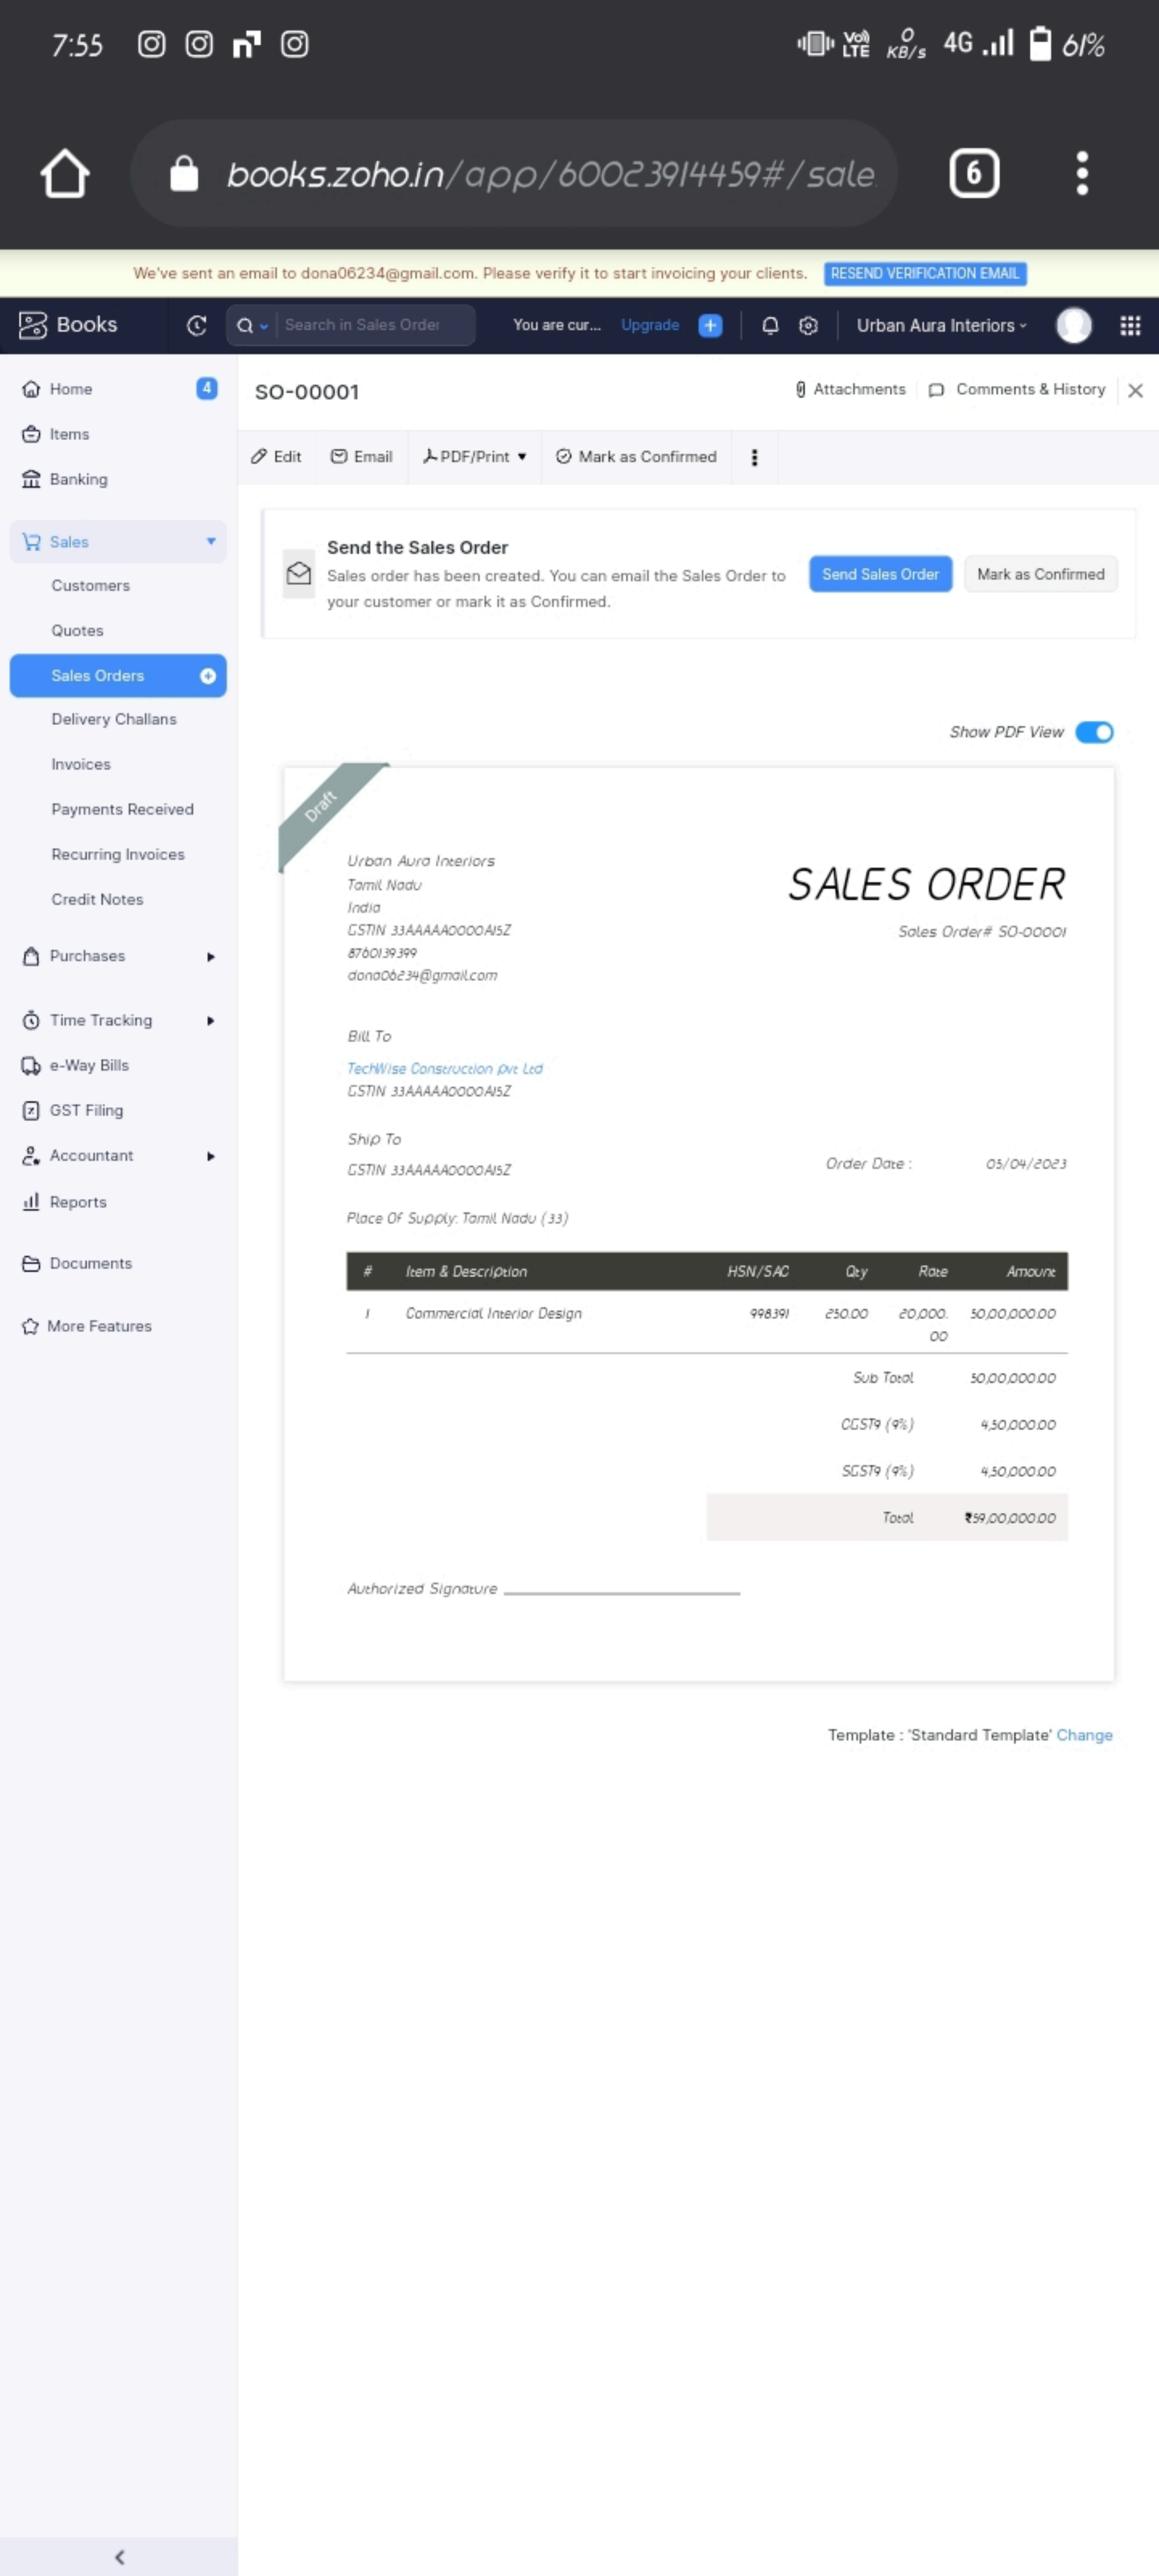 7:55
Vo)) LTE 0 KB/s 4G 61%
books.zoho.in/app/60023914459#/sale
6
We've sent an email to dona06234@gmail.com. Please verify it to start invoicing your clients. RESEND VERIFICATION EMAIL
Books
Search in Sales Order
You are cur... Upgrade
Urban Aura Interiors
Home 4
Items
Banking
Sales
Customers
Quotes
Sales Orders
Delivery Challans
Invoices
Payments Received
Recurring Invoices
Credit Notes
Purchases
Time Tracking
e-Way Bills
GST Filing
Accountant
Reports
Documents
More Features
SO-00001
Attachments Comments & History
Edit Email PDF/Print Mark as Confirmed
Send the Sales Order
Sales order has been created. You can email the Sales Order to
your customer or mark it as Confirmed.
Send Sales Order Mark as Confirmed
Show PDF View
Draft
Urban Aura Interiors
Tamil Nadu
India
GSTIN 33AAAAA0000A15Z
8760139399
dona06234@gmail.com
SALES ORDER
Sales Order# SO-00001
Bill To
TechWise Construction pvt Ltd
GSTIN 33AAAAA0000A15Z
Ship To
GSTIN 33AAAAA0000A15Z
Order Date : 05/04/2023
Place Of Supply: Tamil Nadu (33)
# Item & Description HSN/SAC Qty Rate Amount
1 Commercial Interior Design 998391 250.00 20,000. 50,00,000.00
00
Sub Total 50,00,000.00
CGST9 (9%) 4,50,000.00
SGST9 (9%) 4,50,000.00
Total ₹59,00,000.00
Authorized Signature
Template : 'Standard Template' Change